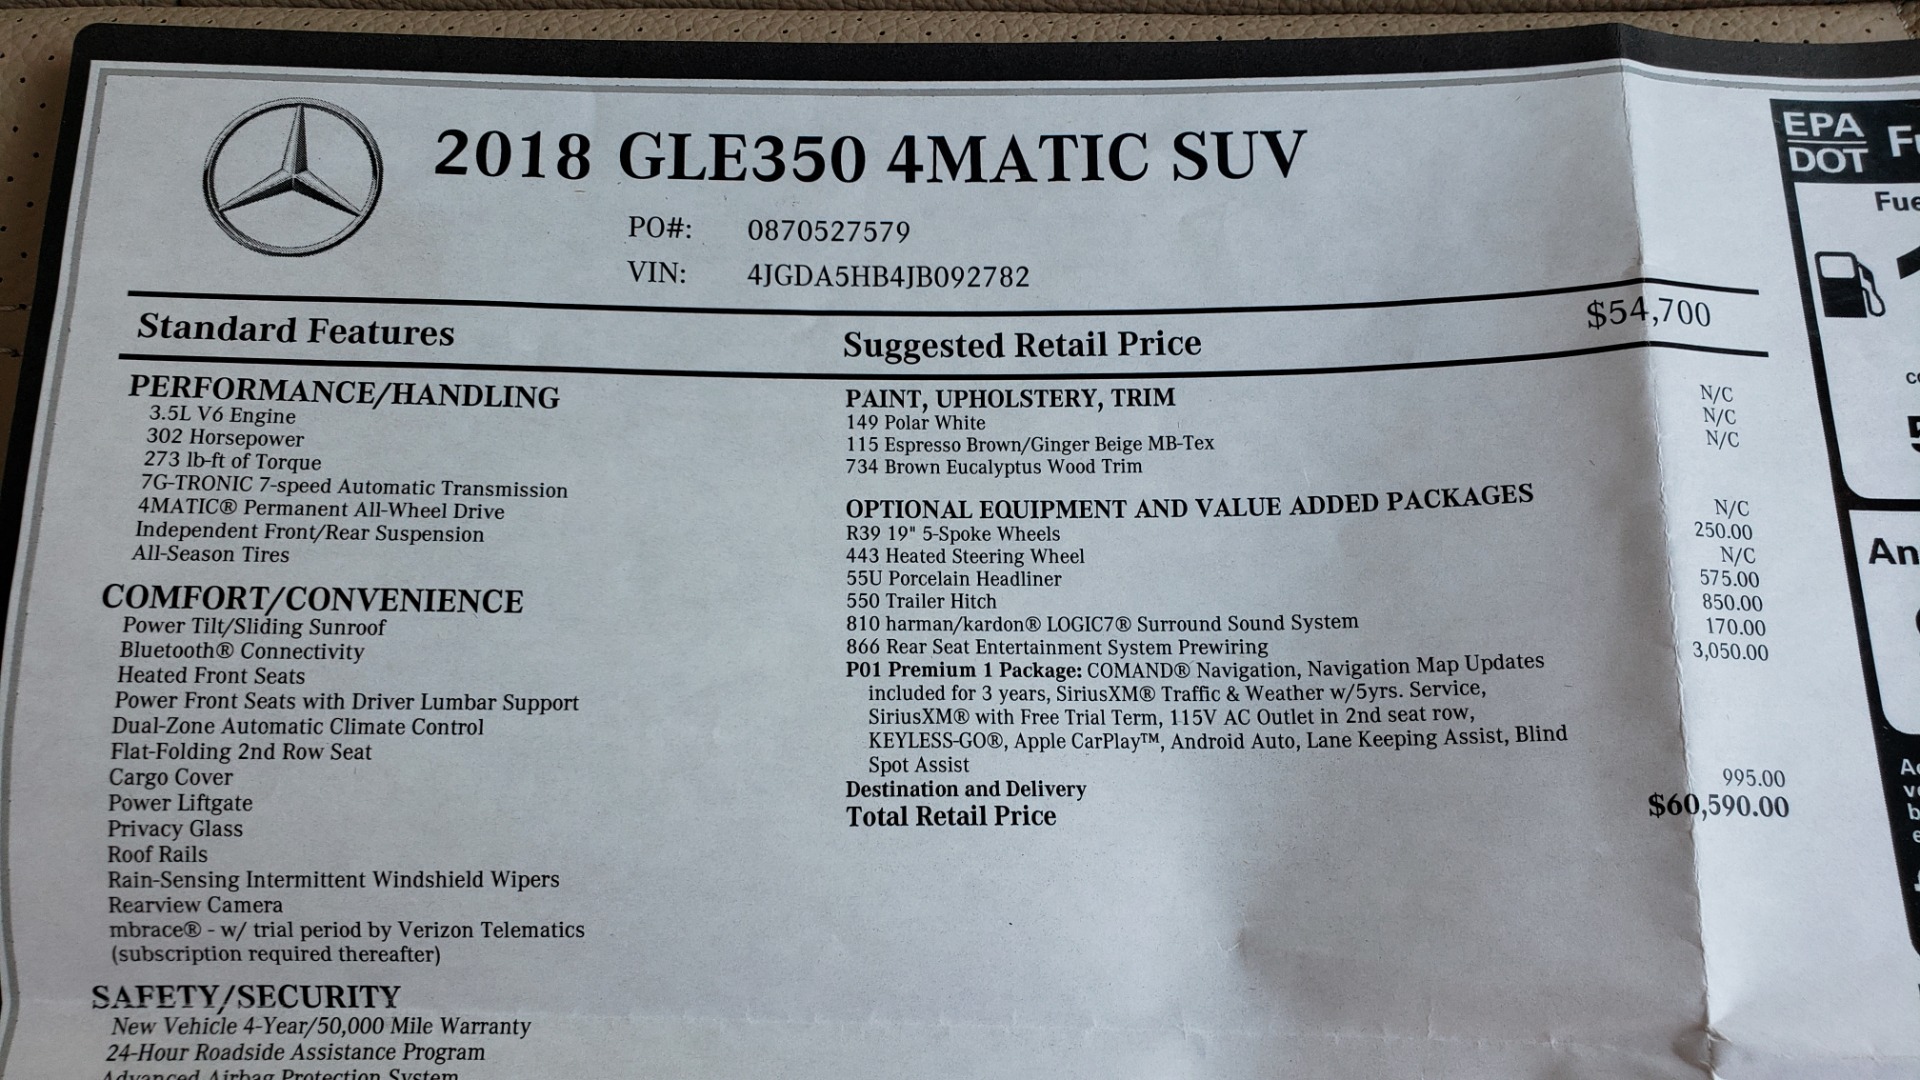 2018 GLE350 4MATIC SUV
PO#: 0870527579
VIN: 4JGDA5HB4JB092782
Standard Features
PERFORMANCE/HANDLING
3.5L V6 Engine
302 Horsepower
273 lb-ft of Torque
7G-TRONIC 7-speed Automatic Transmission
4MATIC® Permanent All-Wheel Drive
Independent Front/Rear Suspension
All-Season Tires
COMFORT/CONVENIENCE
Power Tilt/Sliding Sunroof
Bluetooth® Connectivity
Heated Front Seats
Power Front Seats with Driver Lumbar Support
Dual-Zone Automatic Climate Control
Flat-Folding 2nd Row Seat
Cargo Cover
Power Liftgate
Privacy Glass
Roof Rails
Rain-Sensing Intermittent Windshield Wipers
Rearview Camera
mbrace® - w/ trial period by Verizon Telematics
(subscription required thereafter)
SAFETY/SECURITY
New Vehicle 4-Year/50,000 Mile Warranty
24-Hour Roadside Assistance Program
Advanced Airbag Protection System
Suggested Retail Price $54,700
PAINT, UPHOLSTERY, TRIM
149 Polar White N/C
115 Espresso Brown/Ginger Beige MB-Tex N/C
734 Brown Eucalyptus Wood Trim N/C
OPTIONAL EQUIPMENT AND VALUE ADDED PACKAGES
R39 19" 5-Spoke Wheels N/C
443 Heated Steering Wheel 250.00
55U Porcelain Headliner N/C
550 Trailer Hitch 575.00
810 harman/kardon® LOGIC7® Surround Sound System 850.00
866 Rear Seat Entertainment System Prewiring 170.00
P01 Premium 1 Package: COMAND® Navigation, Navigation Map Updates 3,050.00
included for 3 years, SiriusXM® Traffic & Weather w/5yrs. Service,
SiriusXM® with Free Trial Term, 115V AC Outlet in 2nd seat row,
KEYLESS-GO®, Apple CarPlay™, Android Auto, Lane Keeping Assist, Blind
Spot Assist
Destination and Delivery 995.00
Total Retail Price $60,590.00
EPA
DOT